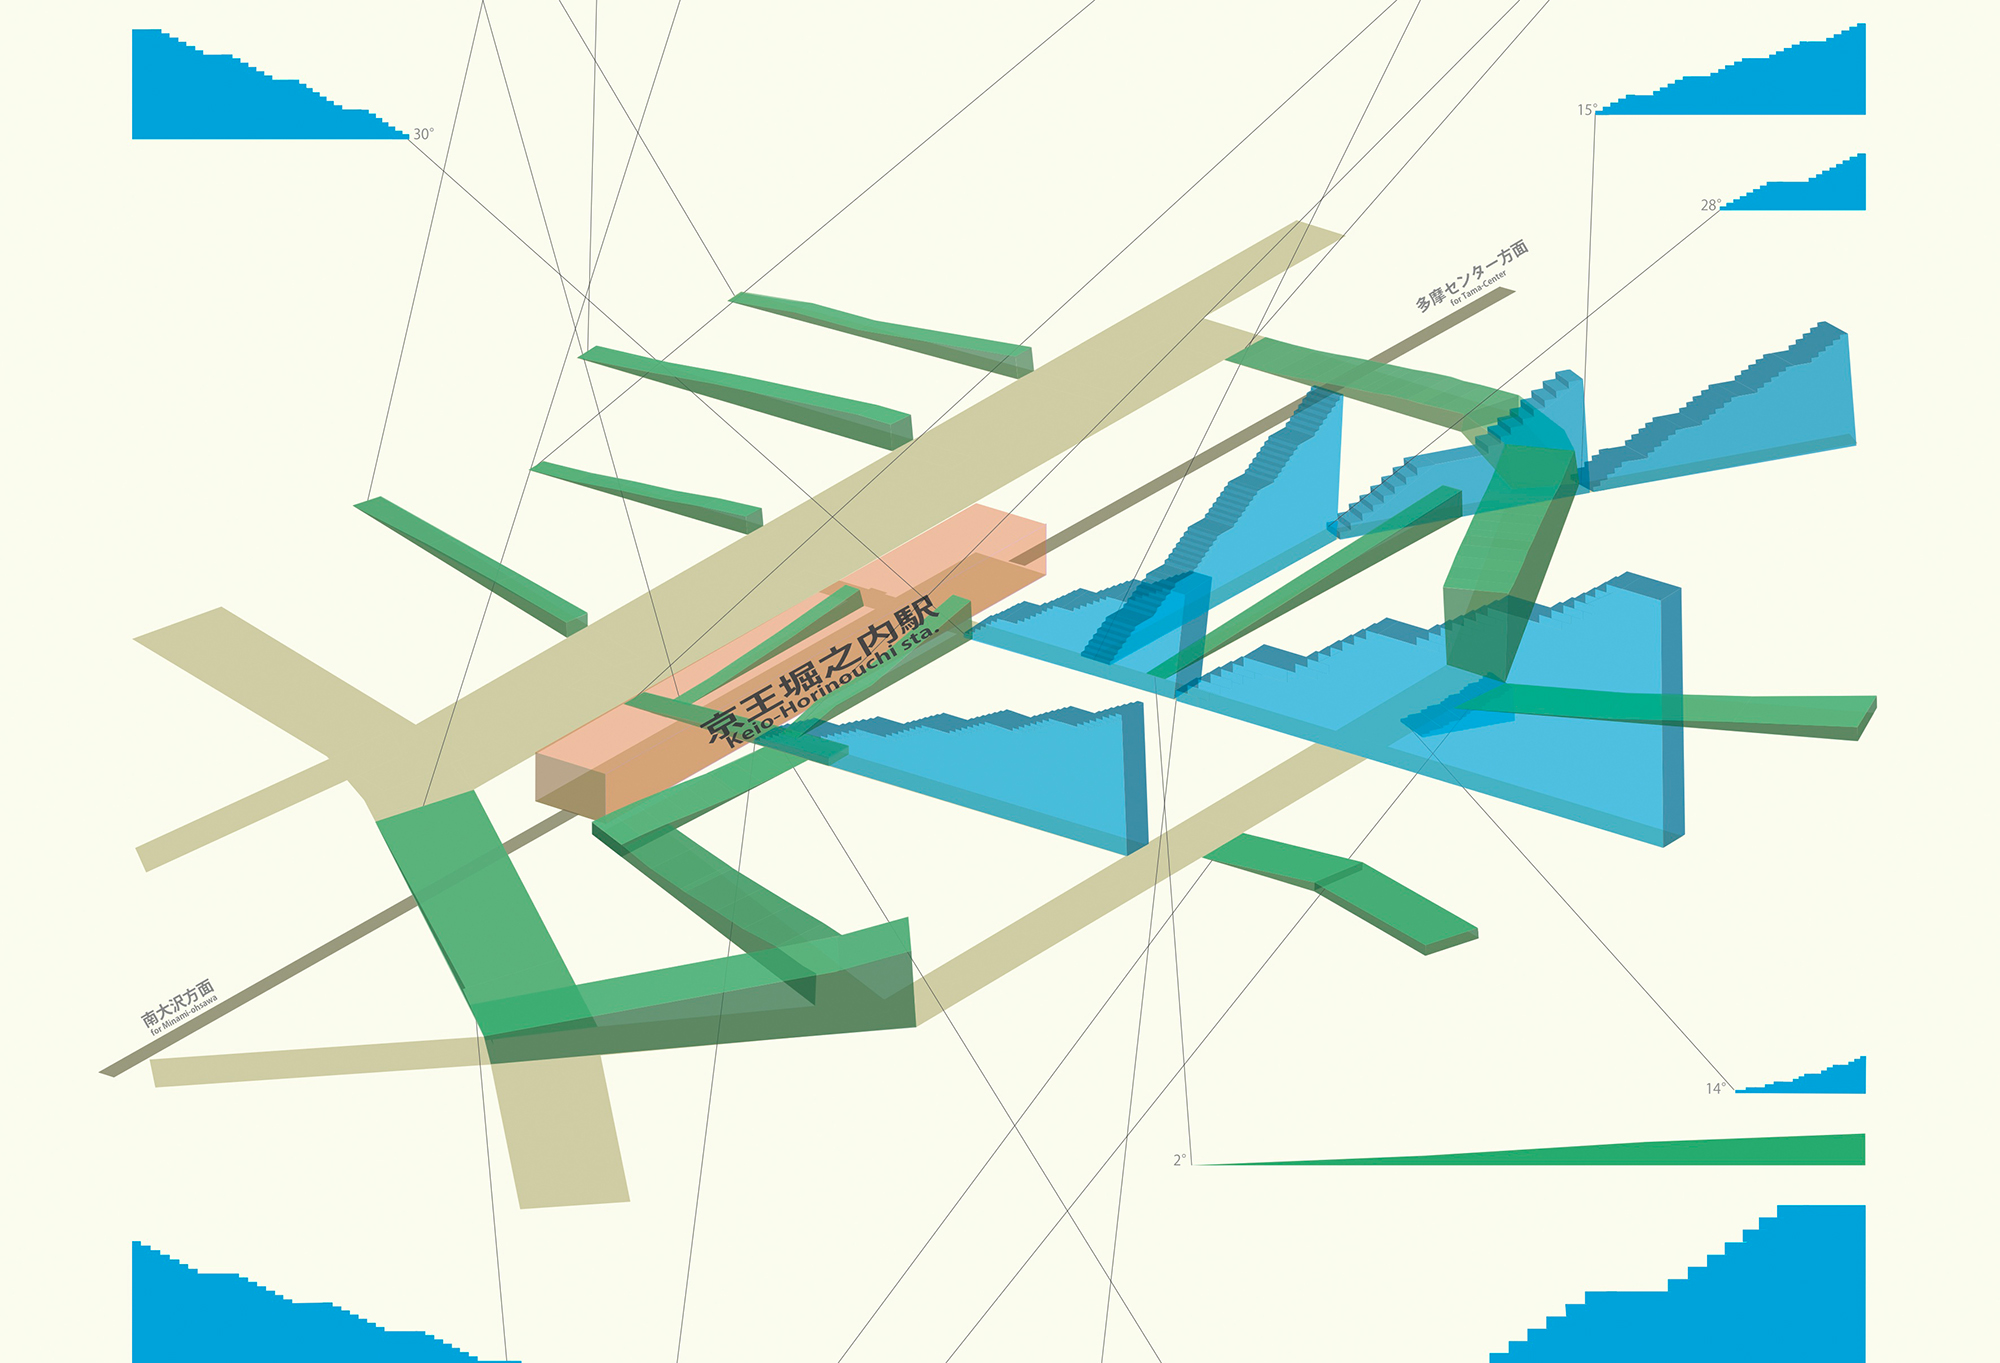 30°
15°
28°
多摩センター方面
for Tama-Center
京王堀之内駅
Keio-Horinouchi sta.
南大沢方面
for Minami-ohsawa
14°
2°